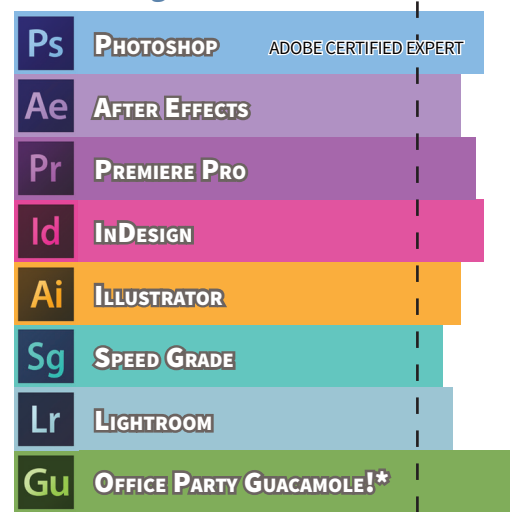 Ps PHOTOSHOP ADOBE CERTIFIED EXPERT
Ae AFTER EFFECTS
Pr PREMIERE PRO
Id INDESIGN
Ai ILLUSTRATOR
Sg SPEED GRADE
Lr LIGHTROOM
Gu OFFICE PARTY GUACAMOLE!*